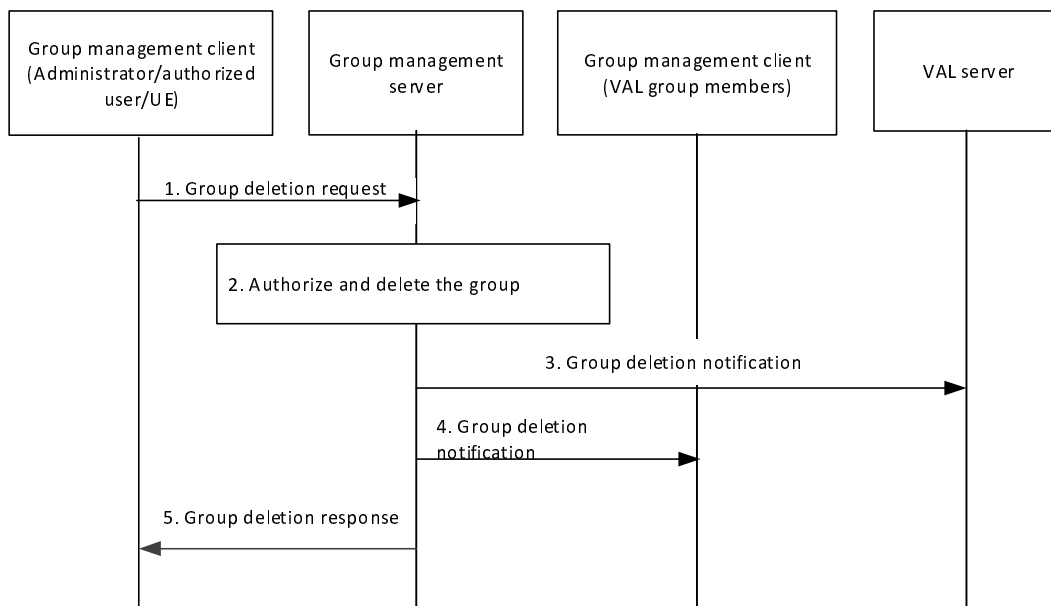 Group management client
(Administrator/authorized
user/UE)
Group management
server
Group management client
(VAL group members)
VAL server
1. Group deletion request
2. Authorize and delete the group
3. Group deletion notification
4. Group deletion
notification
5. Group deletion response